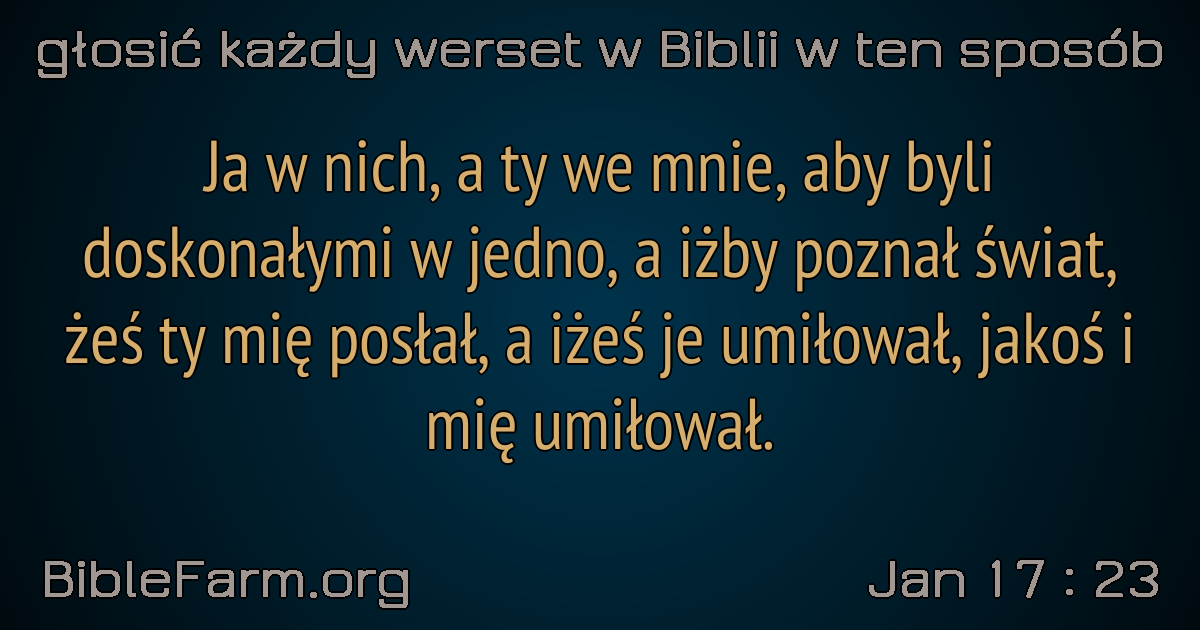 głosić każdy werset w Biblii w ten sposób
Ja w nich, a ty we mnie, aby byli
doskonałymi w jedno, a iżby poznał świat,
żeś ty mię posłał, a iżeś je umiłował, jakoś i
mię umiłował.
BibleFarm.org
Jan 17 : 23